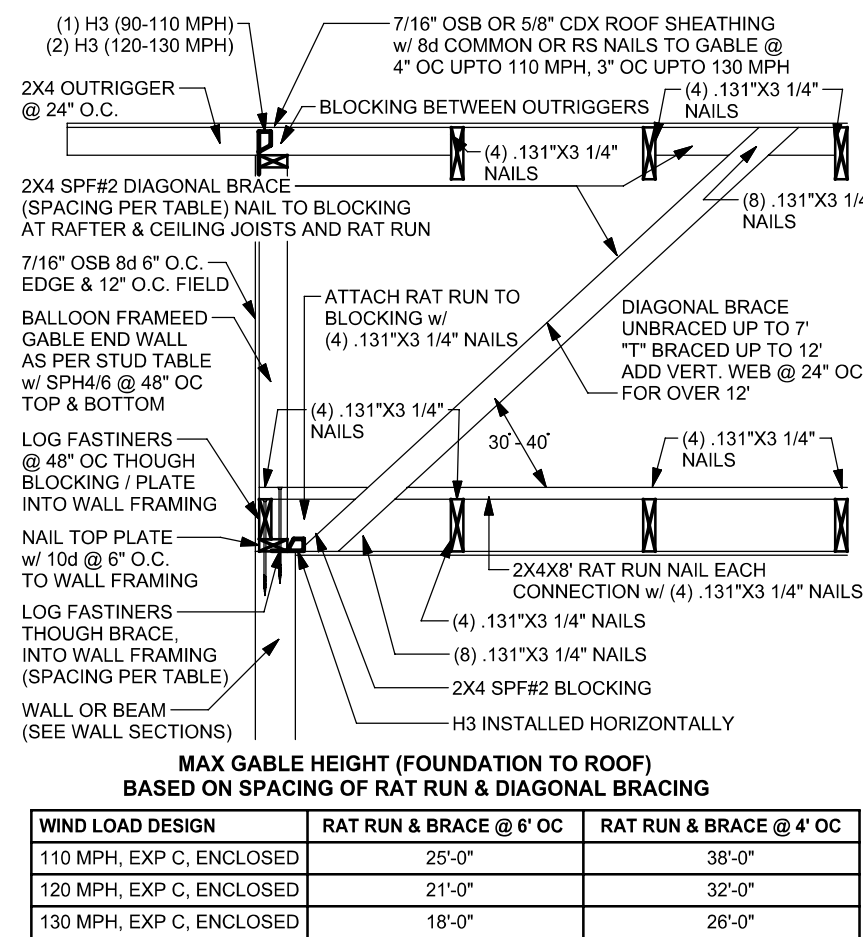 (1) H3 (90-110 MPH)
(2) H3 (120-130 MPH)
7/16" OSB OR 5/8" CDX ROOF SHEATHING
w/ 8d COMMON OR RS NAILS TO GABLE @
4" OC UPTO 110 MPH, 3" OC UPTO 130 MPH
2X4 OUTRIGGER
@ 24" O.C.
BLOCKING BETWEEN OUTRIGGERS
(4) .131"X3 1/4"
NAILS
(4) .131"X3 1/4"
NAILS
2X4 SPF#2 DIAGONAL BRACE
(SPACING PER TABLE) NAIL TO BLOCKING
AT RAFTER & CEILING JOISTS AND RAT RUN
(8) .131"X3 1/4
NAILS
7/16" OSB 8d 6" O.C.
EDGE & 12" O.C. FIELD
ATTACH RAT RUN TO
BLOCKING w/
(4) .131"X3 1/4" NAILS
BALLOON FRAMEED
GABLE END WALL
AS PER STUD TABLE
w/ SPH4/6 @ 48" OC
TOP & BOTTOM
DIAGONAL BRACE
UNBRACED UP TO 7'
"T" BRACED UP TO 12'
ADD VERT. WEB @ 24" OC
FOR OVER 12'
(4) .131"X3 1/4"
NAILS
30°-40°
(4) .131"X3 1/4"
NAILS
LOG FASTINERS
@ 48" OC THOUGH
BLOCKING / PLATE
INTO WALL FRAMING
NAIL TOP PLATE
w/ 10d @ 6" O.C.
TO WALL FRAMING
2X4X8' RAT RUN NAIL EACH
CONNECTION w/ (4) .131"X3 1/4" NAILS
LOG FASTINERS
THOUGH BRACE,
INTO WALL FRAMING
(SPACING PER TABLE)
(4) .131"X3 1/4" NAILS
(8) .131"X3 1/4" NAILS
2X4 SPF#2 BLOCKING
WALL OR BEAM
(SEE WALL SECTIONS)
H3 INSTALLED HORIZONTALLY
MAX GABLE HEIGHT (FOUNDATION TO ROOF)
BASED ON SPACING OF RAT RUN & DIAGONAL BRACING
WIND LOAD DESIGN RAT RUN & BRACE @ 6' OC RAT RUN & BRACE @ 4' OC
110 MPH, EXP C, ENCLOSED 25'-0" 38'-0"
120 MPH, EXP C, ENCLOSED 21'-0" 32'-0"
130 MPH, EXP C, ENCLOSED 18'-0" 26'-0"